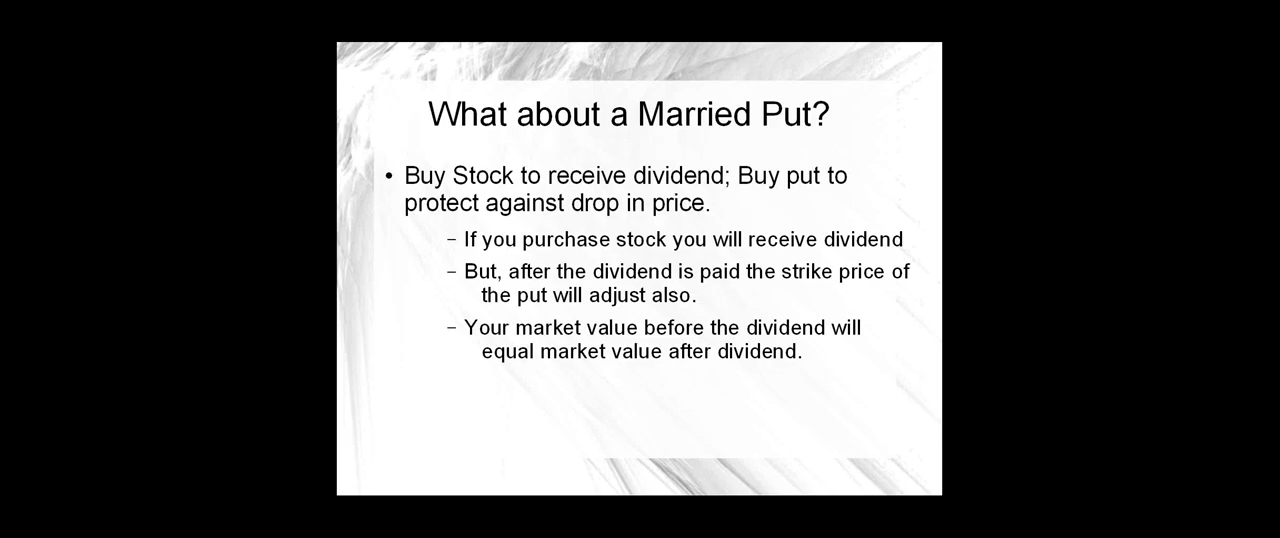 What about a Married Put?
• Buy Stock to receive dividend; Buy put to
protect against drop in price.
– If you purchase stock you will receive dividend
– But, after the dividend is paid the strike price of
the put will adjust also.
– Your market value before the dividend will
equal market value after dividend.